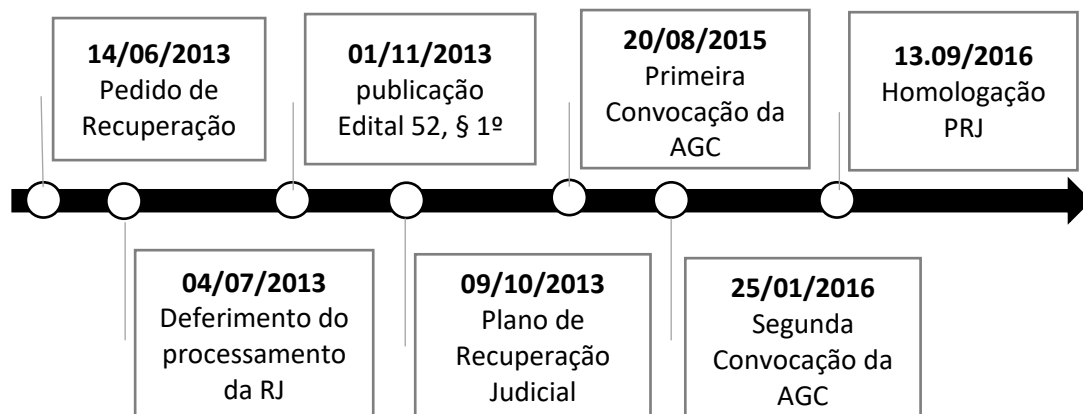 14/06/2013
Pedido de
Recuperação
01/11/2013
publicação
Edital 52, § 1º
20/08/2015
Primeira
Convocação da
AGC
13.09/2016
Homologação
PRJ
04/07/2013
Deferimento do
processamento
da RJ
09/10/2013
Plano de
Recuperação
Judicial
25/01/2016
Segunda
Convocação da
AGC